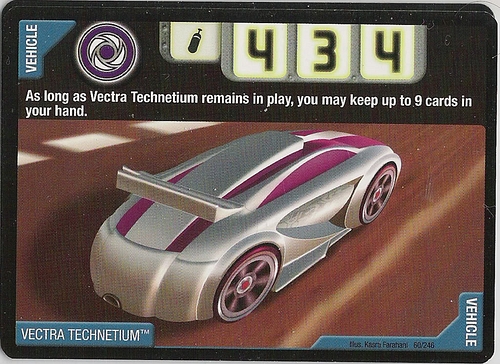 VEHICLE
4 3 4
As long as Vectra Technetium remains in play, you may keep up to 9 cards in
your hand.
VECTRA TECHNETIUM™
Illus. Kasra Farahani 60/246
VEHICLE